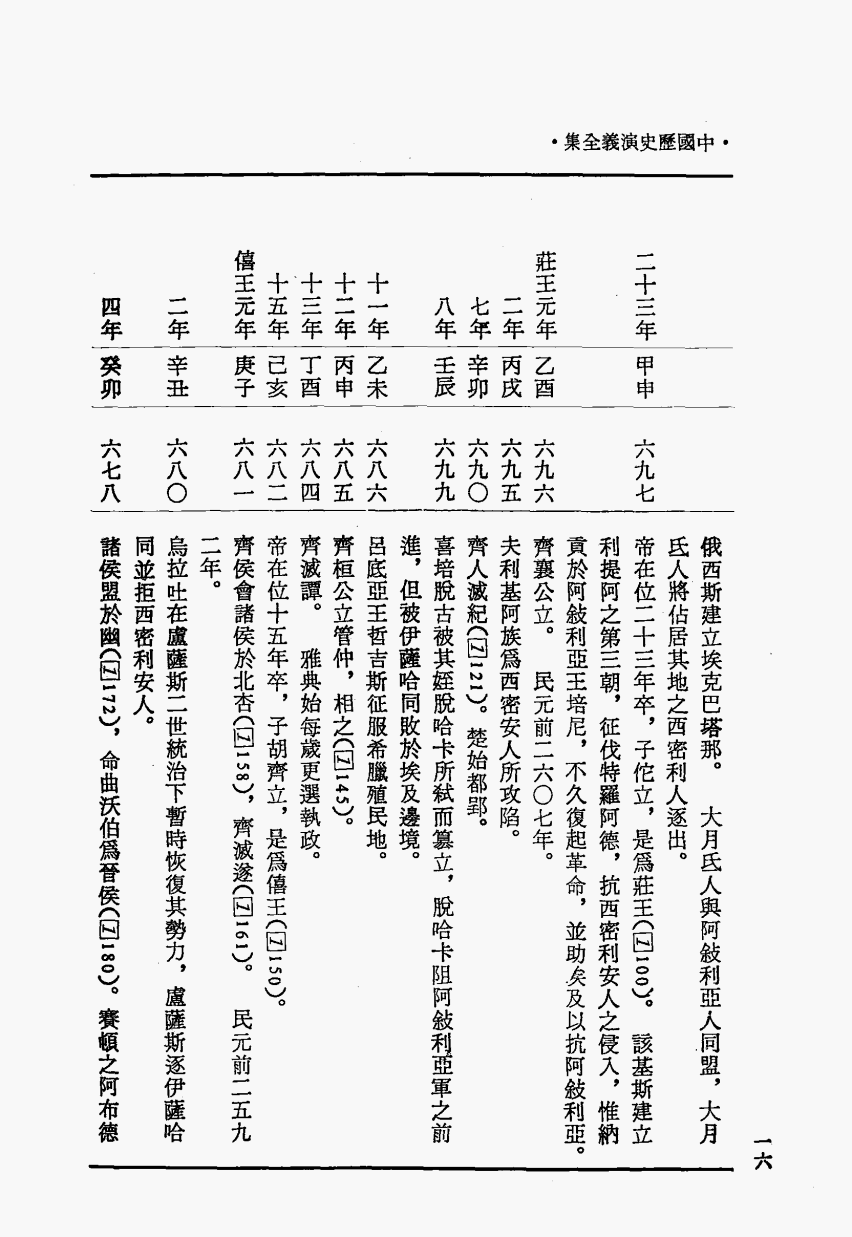 ·中國歷史演義全集·
俄西斯建立埃克巴塔那。　大月氏人與阿敍利亞人同盟，大月
氏人將佔居其地之西密利人逐出。
二十三年　甲申　六九七　帝在位二十三年卒，子佗立，是爲莊王（1100）。　該基斯建立
利提阿之第三朝，征伐特羅阿德，抗西密利安人之侵入，惟納
貢於阿敍利亞王培尼，不久復起革命，並助矣及以抗阿敍利亞。
莊王元年　乙酉　六九六　齊襄公立。　民元前二六〇七年。
二年　丙戌　六九五　夫利基阿族爲西密安人所攻陷。
七年　辛卯　六九〇　齊人滅紀（1121）。楚始都郢。
八年　壬辰　六九九　喜培脫古被其姪脫哈卡所弒而篡立，脫哈卡阻阿敍利亞軍之前
進，但被伊薩哈同敗於埃及邊境。
十一年　乙未　六八六　呂底亞王哲吉斯征服希臘殖民地。
十二年　丙申　六八五　齊桓公立管仲，相之（1145）。
十三年　丁酉　六八四　齊滅譚。　雅典始每歲更選執政。
十五年　己亥　六八二　帝在位十五年卒，子胡齊立，是爲僖王（1150）。
僖王元年　庚子　六八一　齊侯會諸侯於北杏（1158），齊滅遂（1161）。　民元前二五九
二年。
二年　辛丑　六八〇　烏拉吐在盧薩斯二世統治下暫時恢復其勢力，盧薩斯逐伊薩哈
同並拒西密利安人。
四年　癸卯　六七八　諸侯盟於幽（1172），命曲沃伯爲晉侯（1180）。賽頓之阿布德
一六